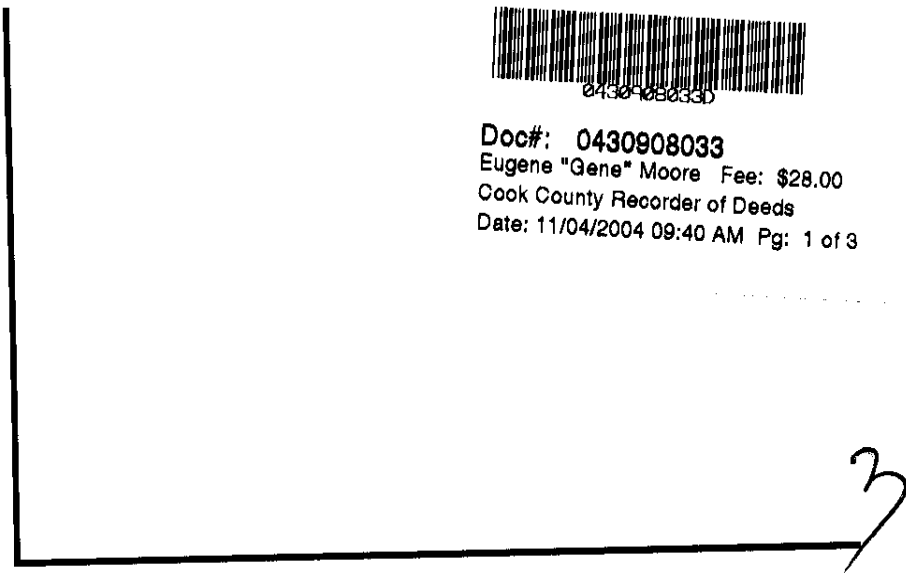 0430908033D
Doc#: 0430908033
Eugene "Gene" Moore Fee: $28.00
Cook County Recorder of Deeds
Date: 11/04/2004 09:40 AM Pg: 1 of 3
3